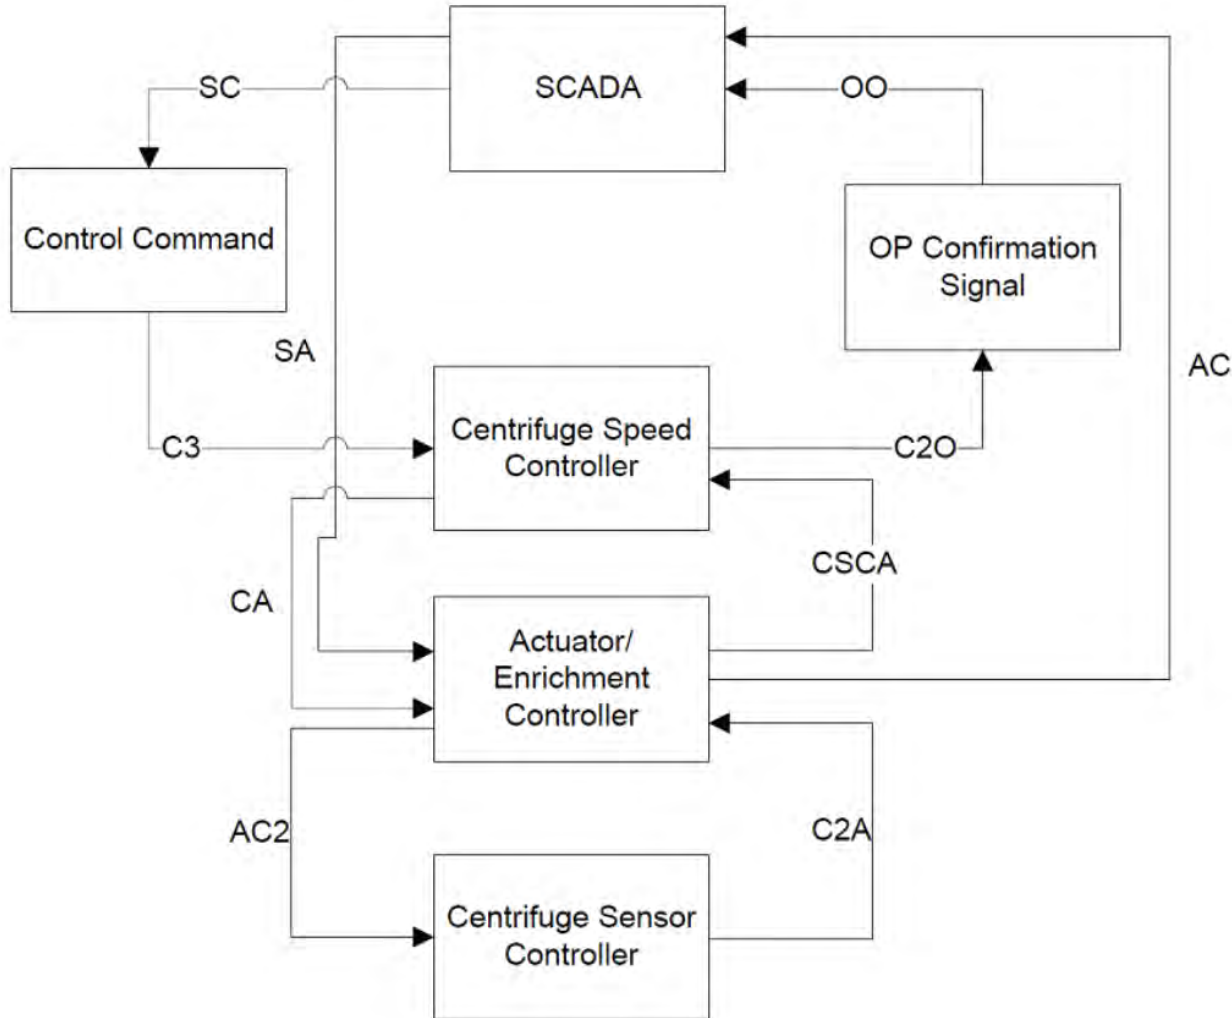 SCADA
SC
OO
Control Command
OP Confirmation
Signal
SA
AC
Centrifuge Speed
Controller
C3
C2O
CSCA
CA
Actuator/
Enrichment
Controller
AC2
C2A
Centrifuge Sensor
Controller